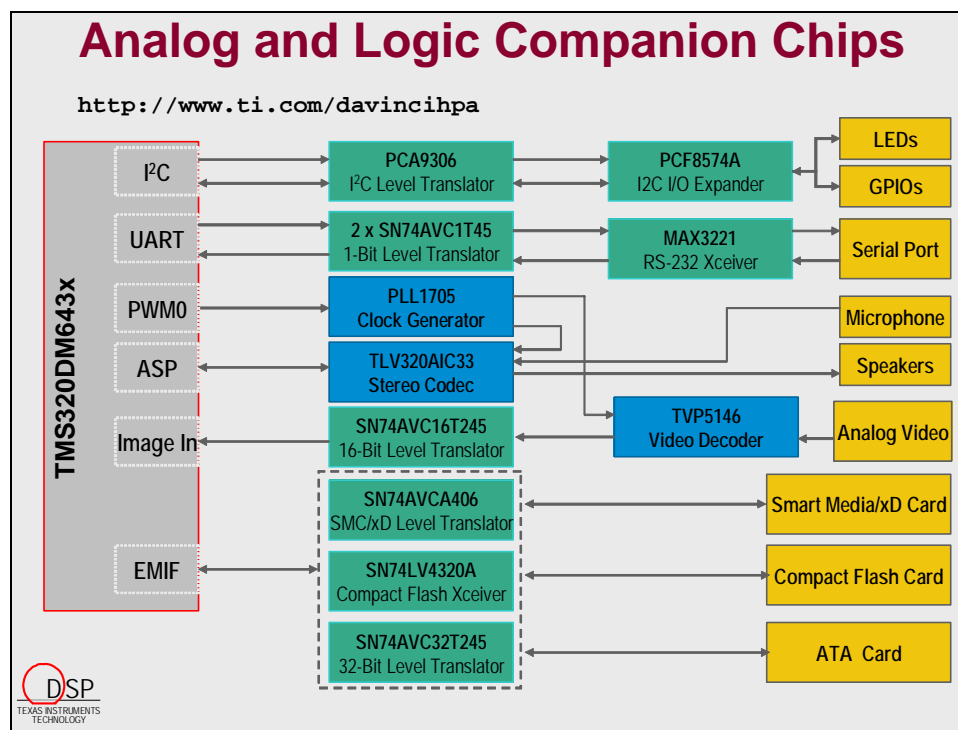 Analog and Logic Companion Chips
http://www.ti.com/davincihpa
TMS320DM643x
I²C
PCA9306
I²C Level Translator
PCF8574A
I2C I/O Expander
LEDs
GPIOs
UART
2 x SN74AVC1T45
1-Bit Level Translator
MAX3221
RS-232 Xceiver
Serial Port
PWM0
PLL1705
Clock Generator
Microphone
ASP
TLV320AIC33
Stereo Codec
Speakers
Image In
SN74AVC16T245
16-Bit Level Translator
TVP5146
Video Decoder
Analog Video
SN74AVCA406
SMC/xD Level Translator
Smart Media/xD Card
EMIF
SN74LV4320A
Compact Flash Xceiver
Compact Flash Card
SN74AVC32T245
32-Bit Level Translator
ATA Card
DSP
TEXAS INSTRUMENTS
TECHNOLOGY